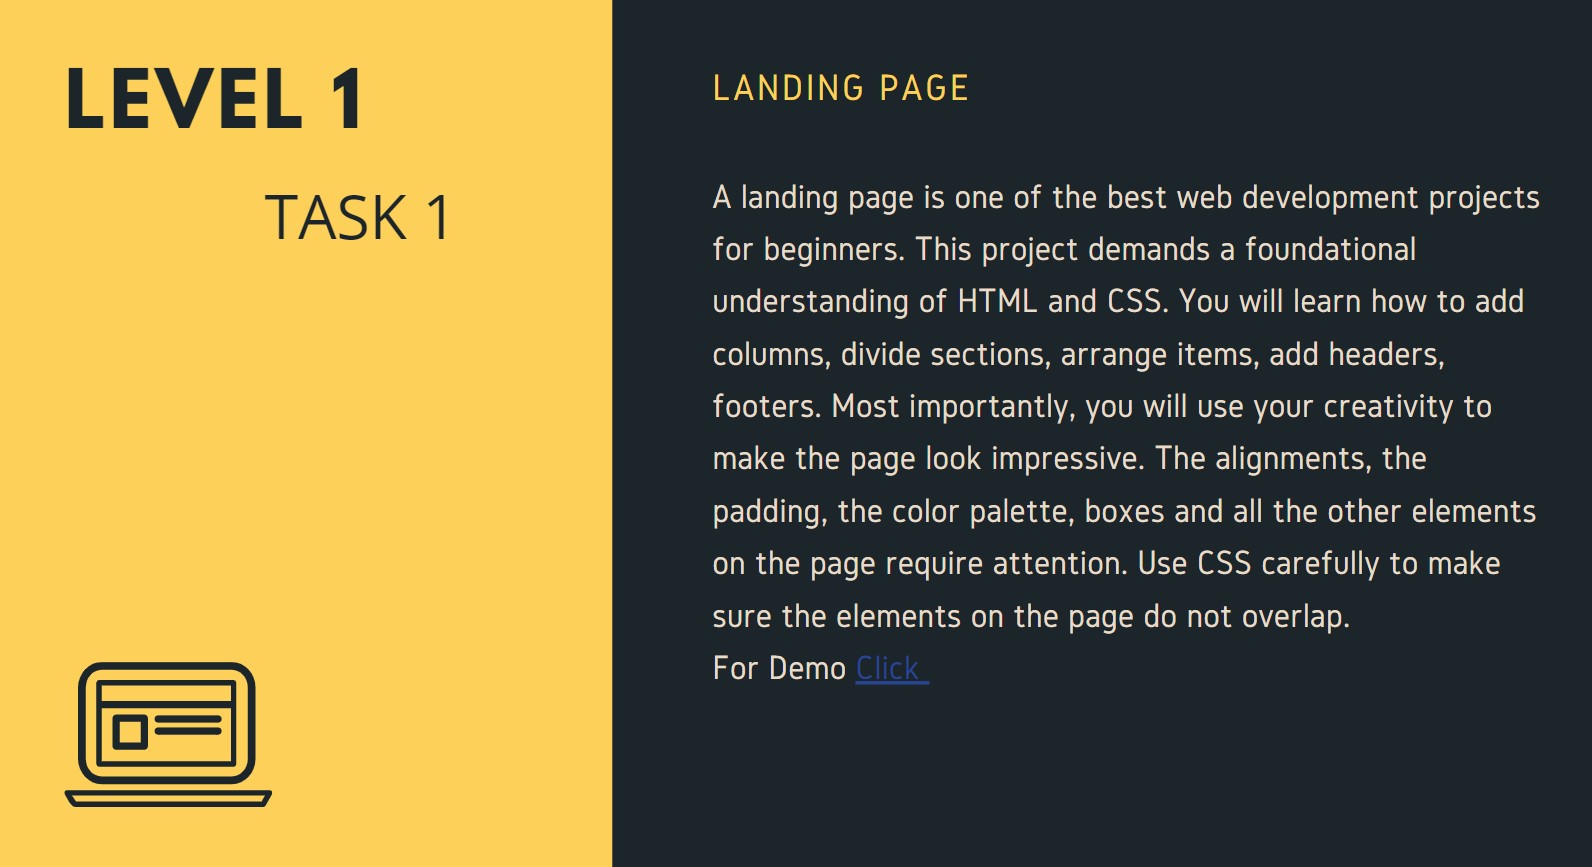 LEVEL 1
TASK 1
LANDING PAGE
A landing page is one of the best web development projects
for beginners. This project demands a foundational
understanding of HTML and CSS. You will learn how to add
columns, divide sections, arrange items, add headers,
footers. Most importantly, you will use your creativity to
make the page look impressive. The alignments, the
padding, the color palette, boxes and all the other elements
on the page require attention. Use CSS carefully to make
sure the elements on the page do not overlap.
For Demo Click